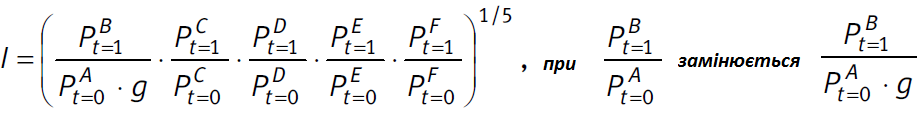 I = ( P^B_{t=1} / (P^A_{t=0} · g) · P^C_{t=1} / P^C_{t=0} · P^D_{t=1} / P^D_{t=0} · P^E_{t=1} / P^E_{t=0} · P^F_{t=1} / P^F_{t=0} )^{1/5} , при P^B_{t=1} / P^A_{t=0} замінюється P^B_{t=1} / (P^A_{t=0} · g)